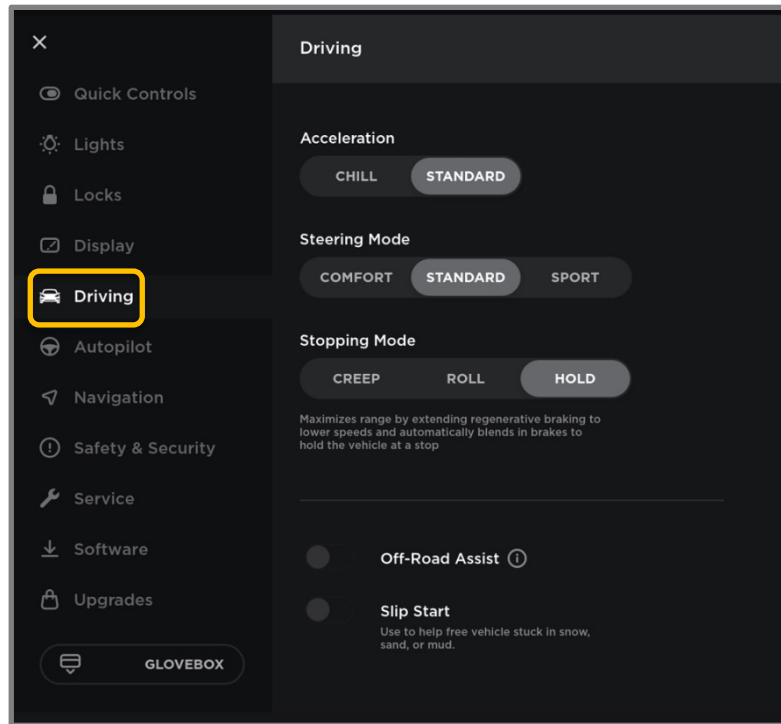 Quick Controls
Lights
Locks
Display
Driving
Autopilot
Navigation
Safety & Security
Service
Software
Upgrades
GLOVEBOX
Driving
Acceleration
CHILL STANDARD
Steering Mode
COMFORT STANDARD SPORT
Stopping Mode
CREEP ROLL HOLD
Maximizes range by extending regenerative braking to
lower speeds and automatically blends in brakes to
hold the vehicle at a stop
Off-Road Assist
Slip Start
Use to help free vehicle stuck in snow,
sand, or mud.